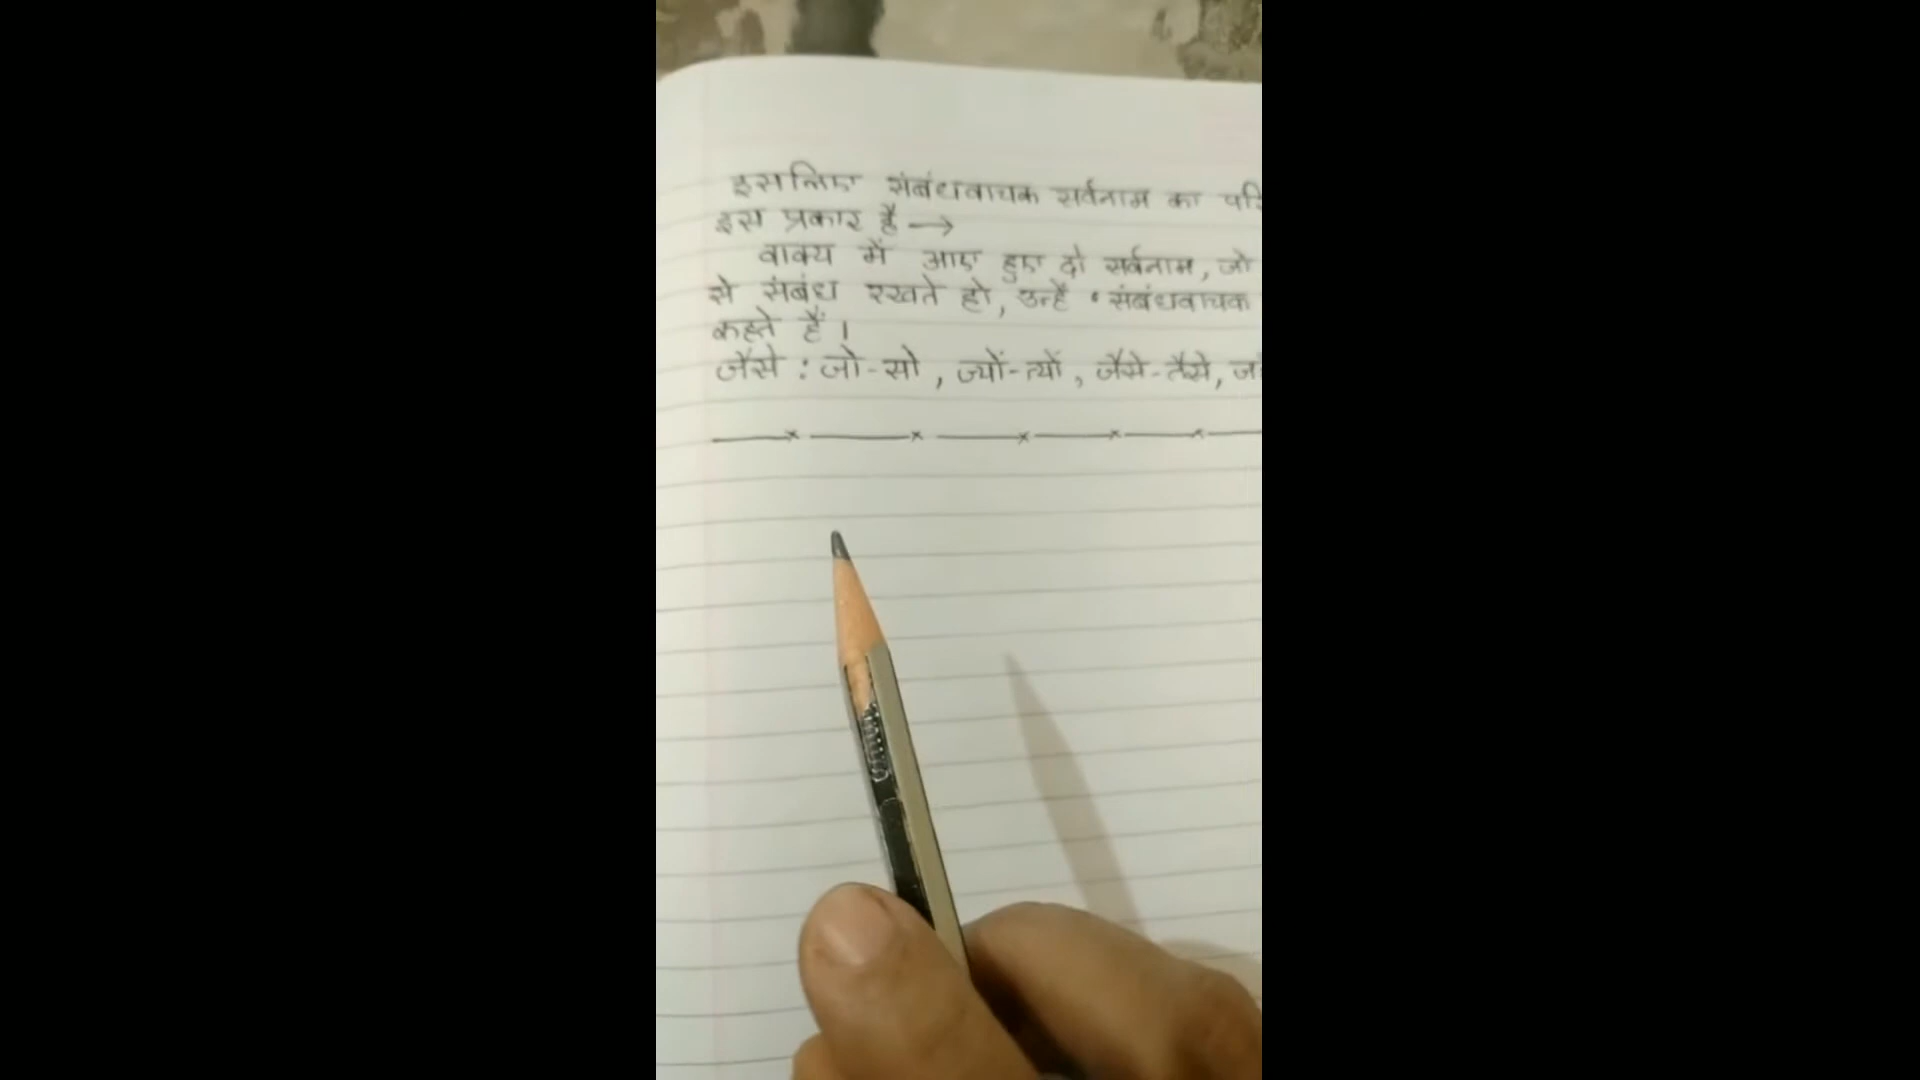 इसलिए संबंधवाचक सर्वनाम का
इस प्रकार है →
वाक्य में आए हुए दो सर्वनाम, जो
से संबंध रखते हो, उन्हें "संबंधवाचक
कहते हैं।
जैसे : जो-सो, ज्यों-त्यों, जैसे-तैसे,